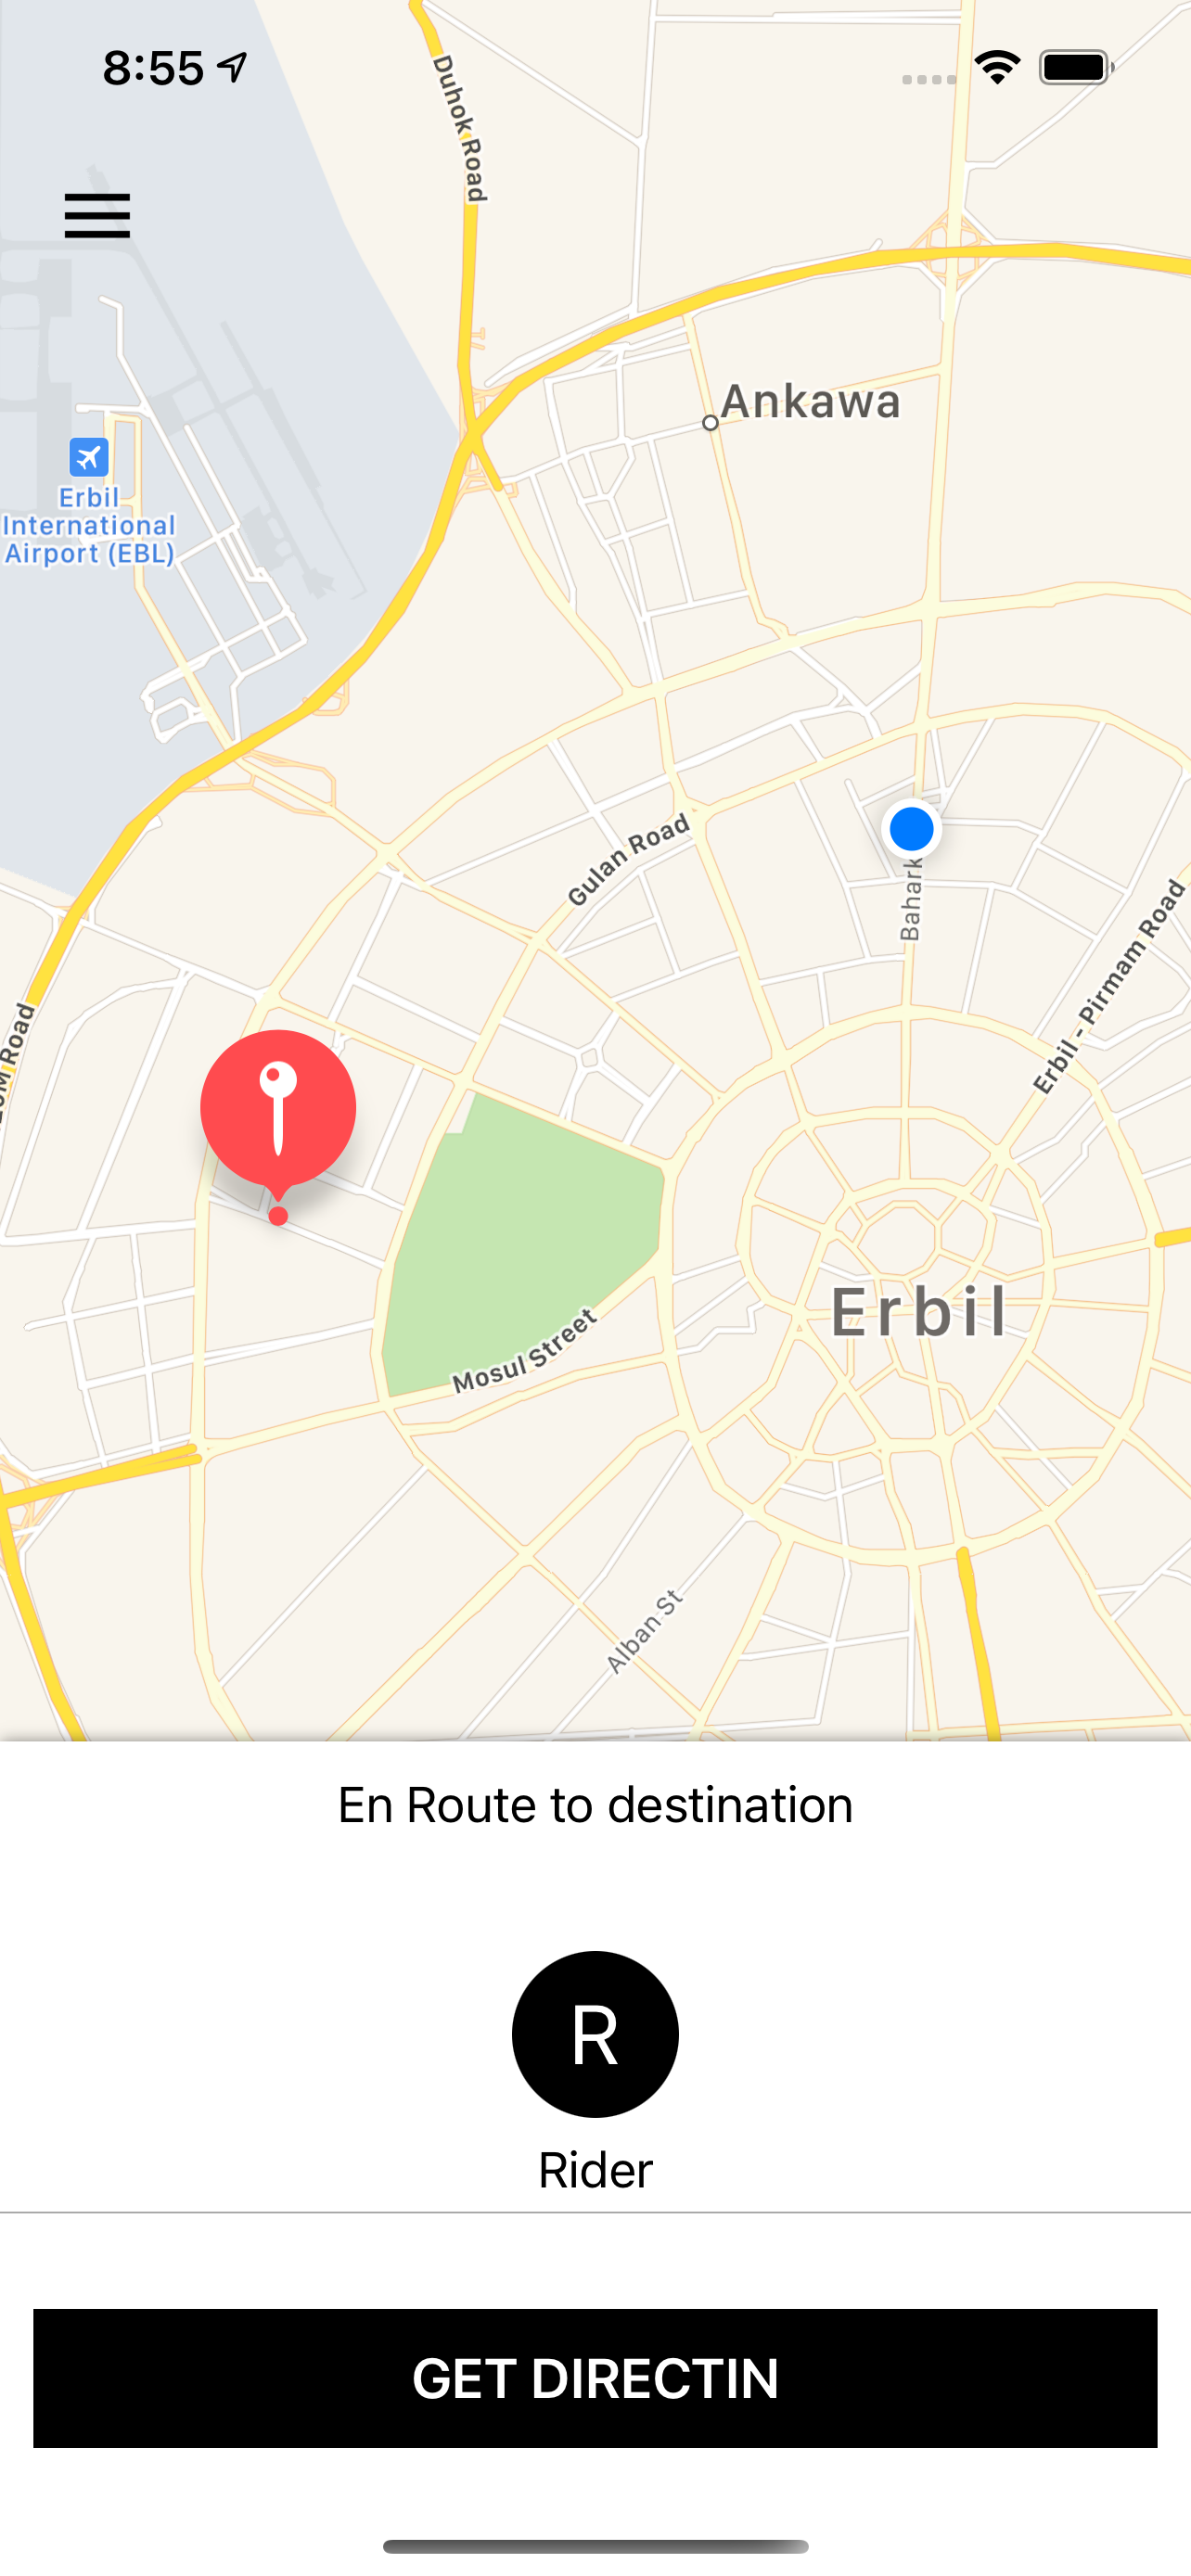 8:55
Duhok Road
Ankawa
Erbil
International
Airport (EBL)
Gulan Road
Bahark
Erbil - Pirmam Road
Road
Erbil
Mosul Street
Alban St
En Route to destination
R
Rider
GET DIRECTIN